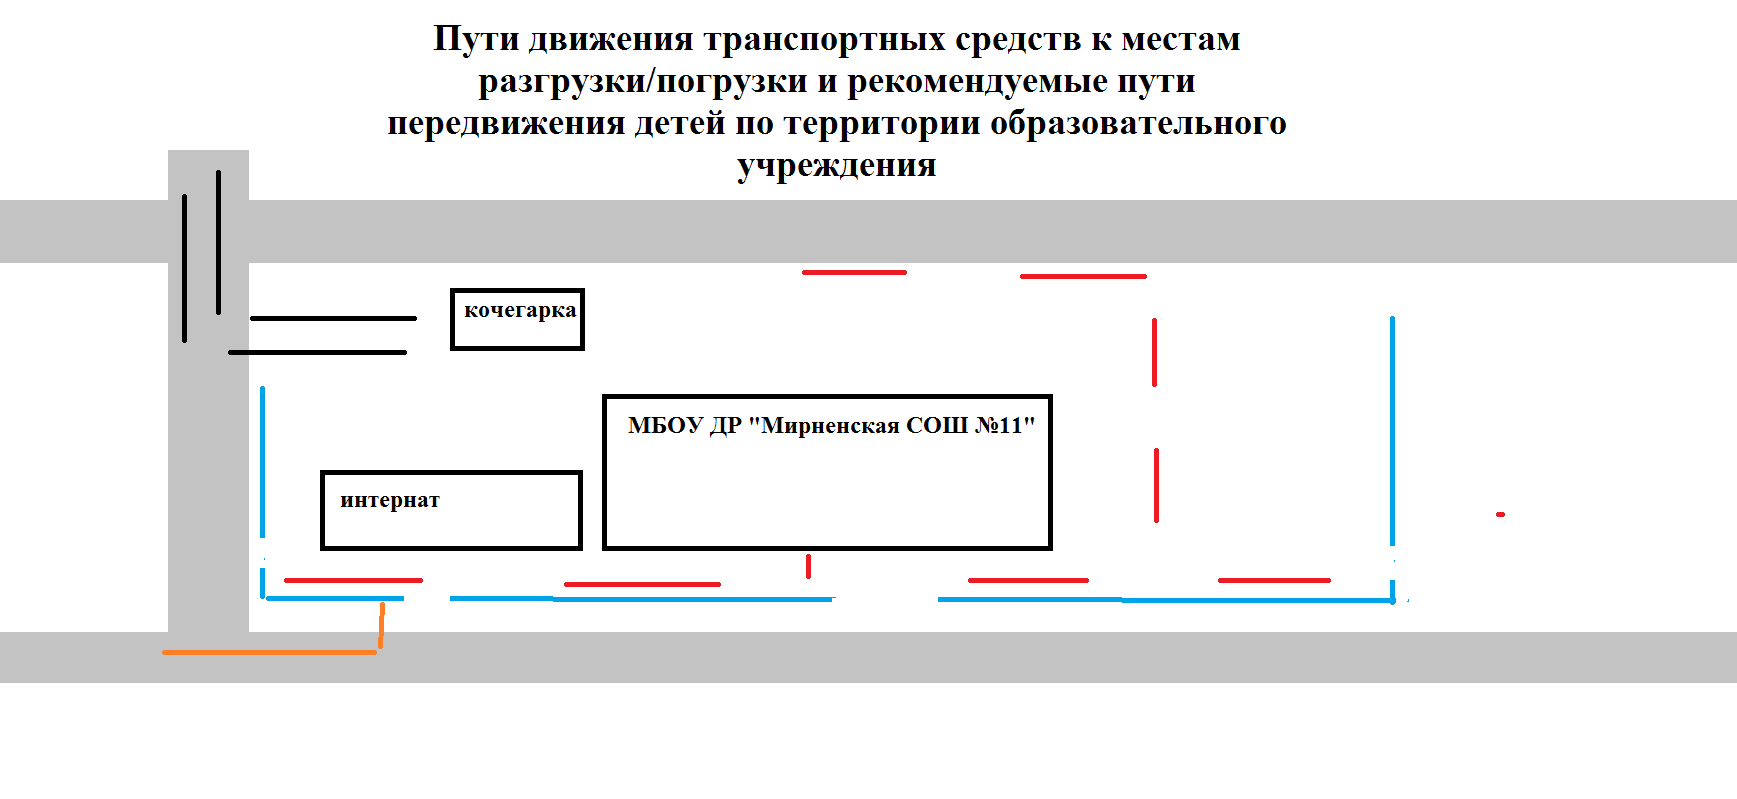 Пути движения транспортных средств к местам
разгрузки/погрузки и рекомендуемые пути
передвижения детей по территории образовательного
учреждения
кочегарка
МБОУ ДР "Мирненская СОШ №11"
интернат